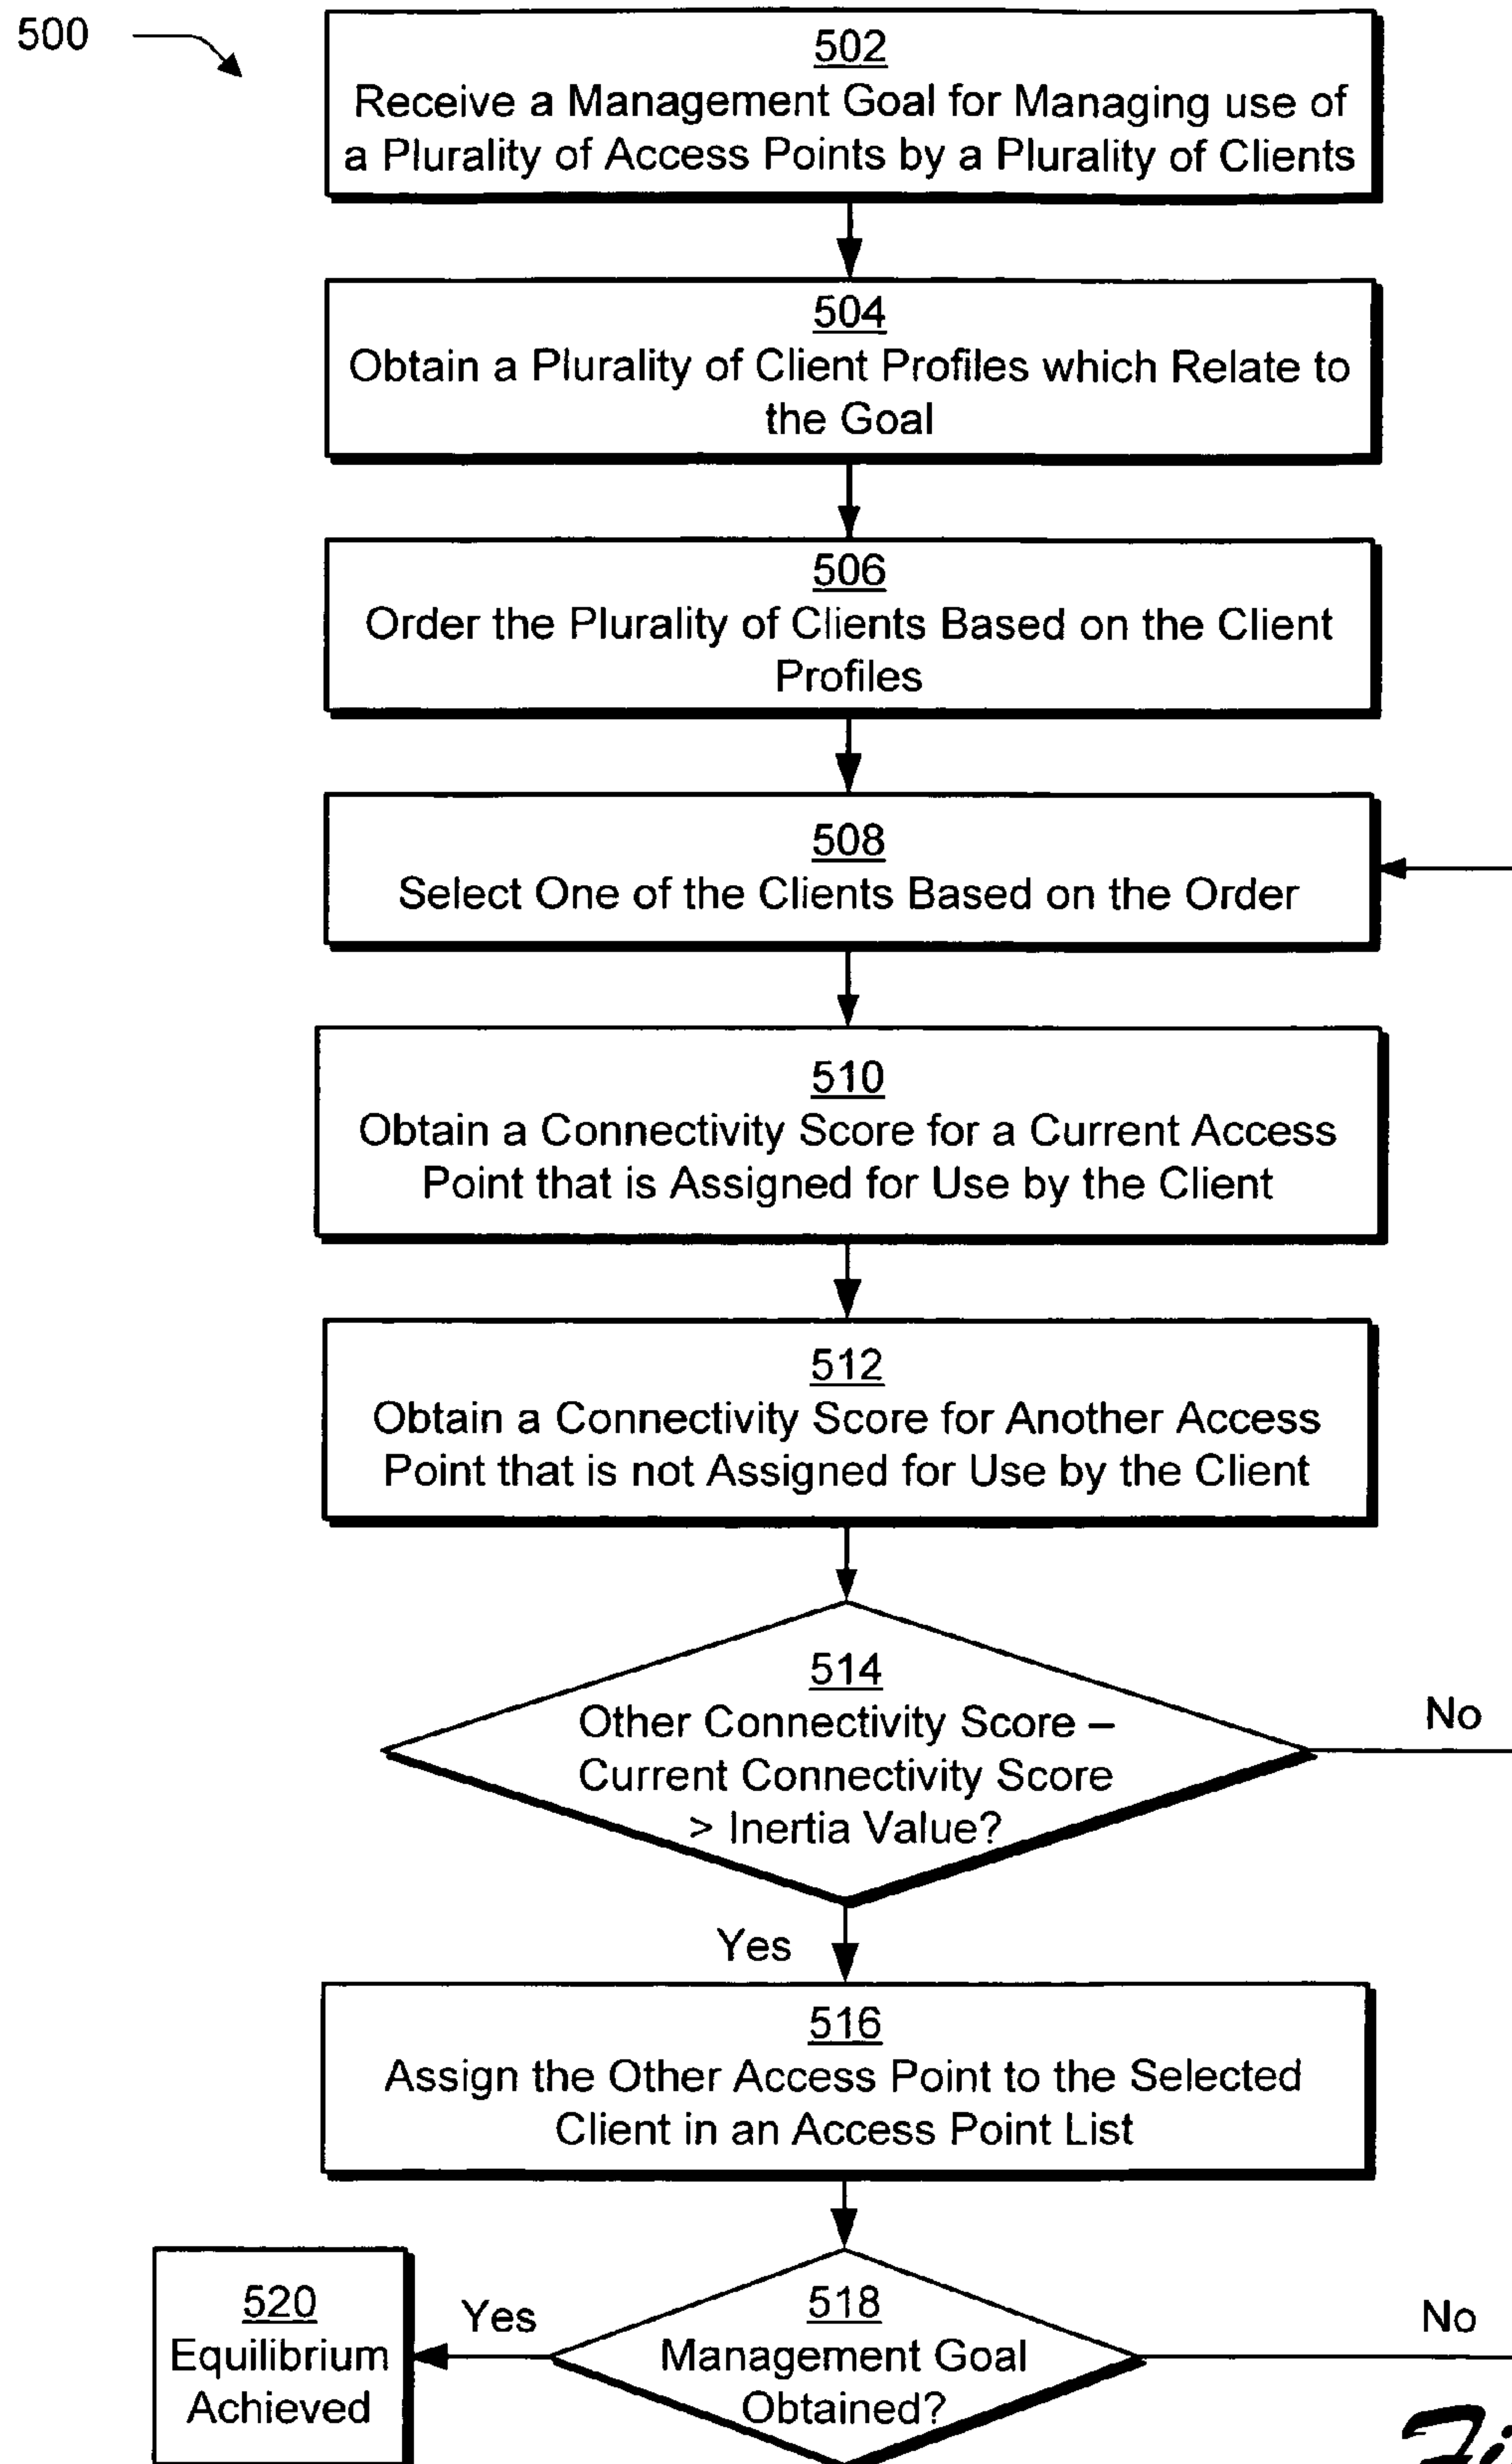 500
502
Receive a Management Goal for Managing use of
a Plurality of Access Points by a Plurality of Clients
504
Obtain a Plurality of Client Profiles which Relate to
the Goal
506
Order the Plurality of Clients Based on the Client
Profiles
508
Select One of the Clients Based on the Order
510
Obtain a Connectivity Score for a Current Access
Point that is Assigned for Use by the Client
512
Obtain a Connectivity Score for Another Access
Point that is not Assigned for Use by the Client
514
Other Connectivity Score –
Current Connectivity Score
> Inertia Value?
No
Yes
516
Assign the Other Access Point to the Selected
Client in an Access Point List
520
Equilibrium
Achieved
Yes
518
Management Goal
Obtained?
No